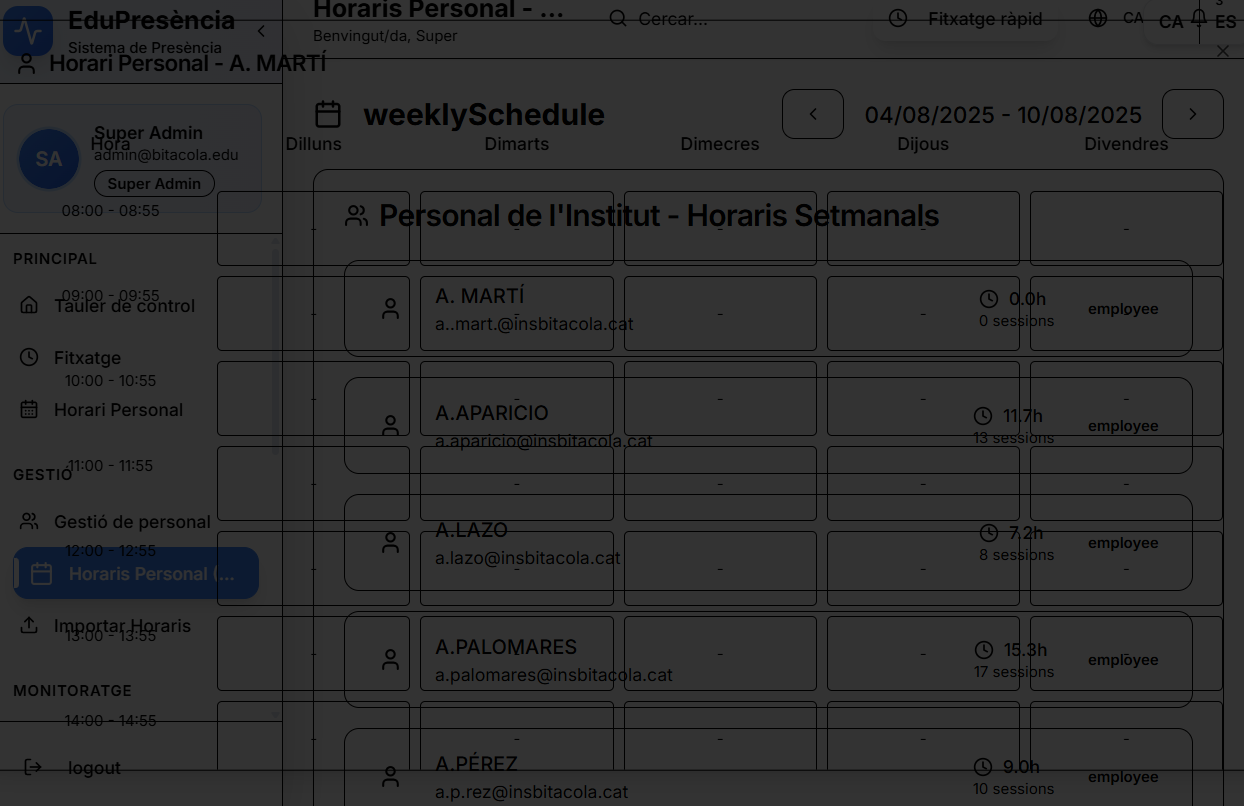 EduPresència
Sistema de Presència
Horaris Personal - ...
Benvingut/da, Super
Cercar...
Fitxatge ràpid
CA
CA
ES
3
Horari Personal - A. MARTÍ
Super Admin
admin@bitacola.edu
SA
Super Admin
weeklySchedule
04/08/2025 - 10/08/2025
Hora
Dilluns
Dimarts
Dimecres
Dijous
Divendres
Personal de l'Institut - Horaris Setmanals
08:00 - 08:55
- - - - -
PRINCIPAL
Tauler de control
09:00 - 09:55
- - - - -
A. MARTÍ
a..mart.@insbitacola.cat
0.0h
0 sessions
employee
Fitxatge
10:00 - 10:55
- - - - -
Horari Personal
A.APARICIO
a.aparicio@insbitacola.cat
11.7h
13 sessions
employee
GESTIÓ
11:00 - 11:55
- - - - -
Gestió de personal
A.LAZO
a.lazo@insbitacola.cat
7.2h
8 sessions
employee
12:00 - 12:55
- - - - -
Horaris Personal (...
Importar Horaris
13:00 - 13:55
- - - - -
A.PALOMARES
a.palomares@insbitacola.cat
15.3h
17 sessions
employee
MONITORATGE
14:00 - 14:55
- - - - -
logout
A.PÉREZ
a.p.rez@insbitacola.cat
9.0h
10 sessions
employee